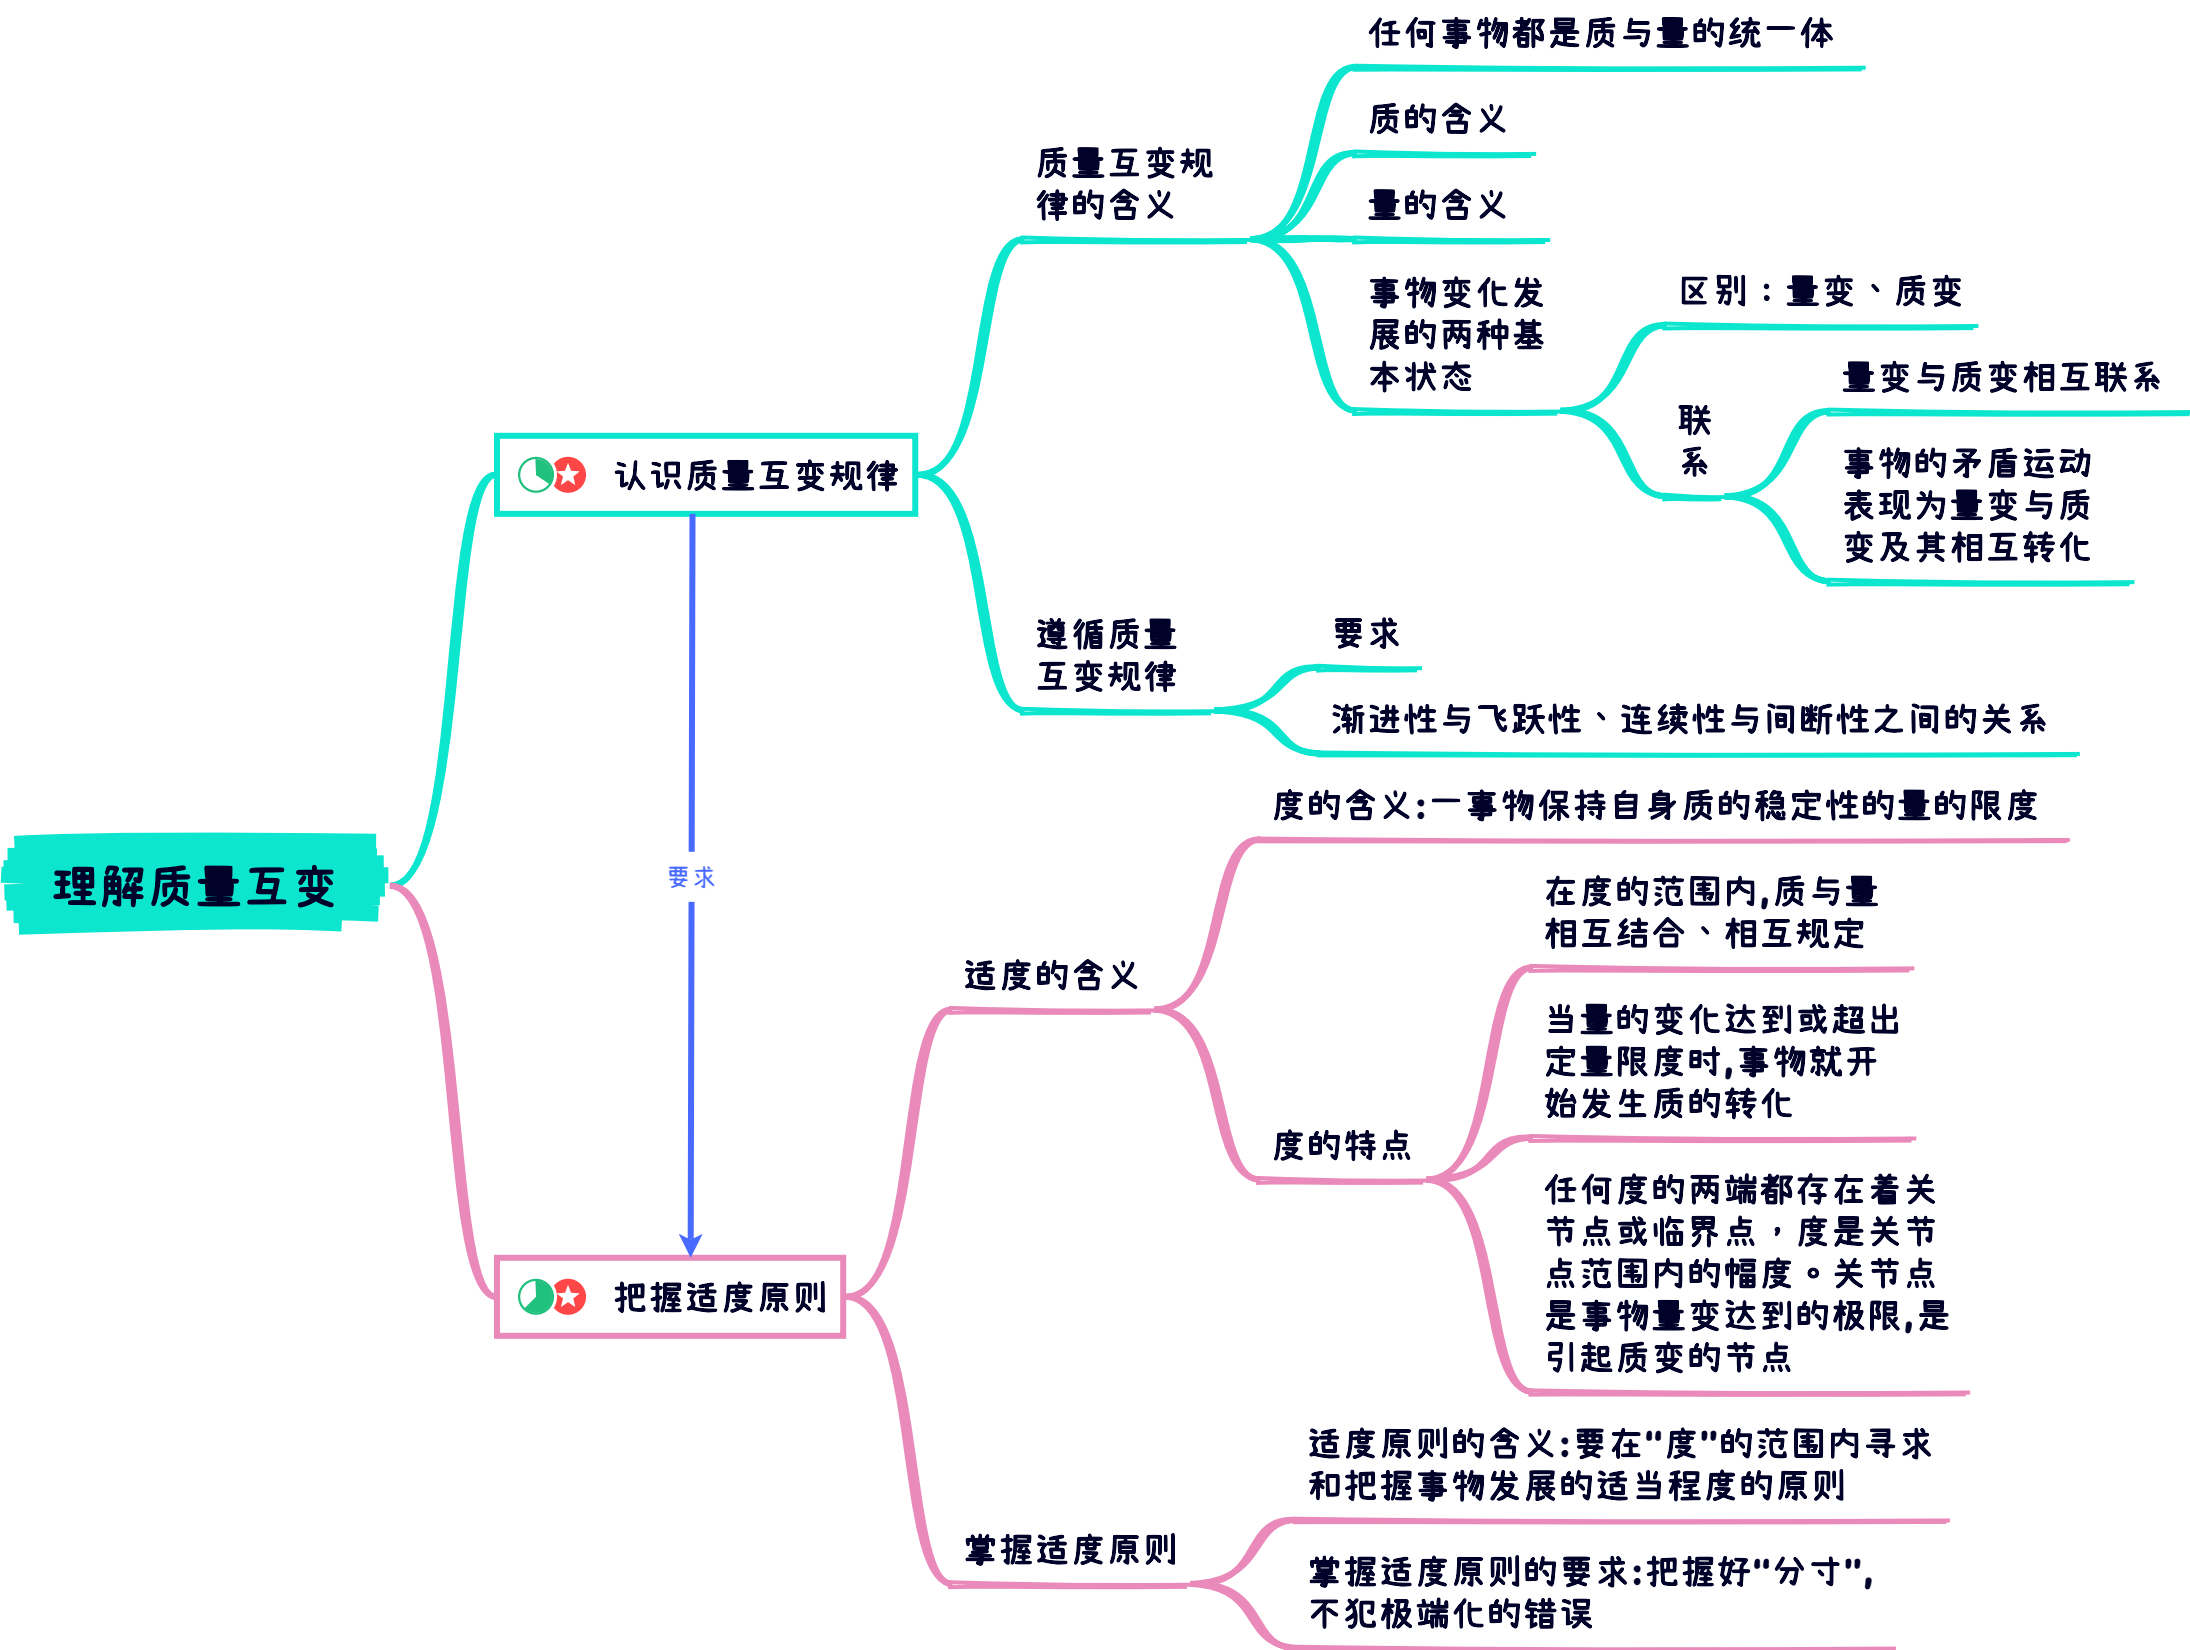 理解质量互变
认识质量互变规律
质量互变规
律的含义
任何事物都是质与量的统一体
质的含义
量的含义
事物变化发
展的两种基
本状态
区别：量变、质变
联
系
量变与质变相互联系
事物的矛盾运动
表现为量变与质
变及其相互转化
遵循质量
互变规律
要求
渐进性与飞跃性、连续性与间断性之间的关系
要求
把握适度原则
适度的含义
度的含义:一事物保持自身质的稳定性的量的限度
度的特点
在度的范围内,质与量
相互结合、相互规定
当量的变化达到或超出
定量限度时,事物就开
始发生质的转化
任何度的两端都存在着关
节点或临界点，度是关节
点范围内的幅度。关节点
是事物量变达到的极限,是
引起质变的节点
掌握适度原则
适度原则的含义:要在"度"的范围内寻求
和把握事物发展的适当程度的原则
掌握适度原则的要求:把握好"分寸",
不犯极端化的错误